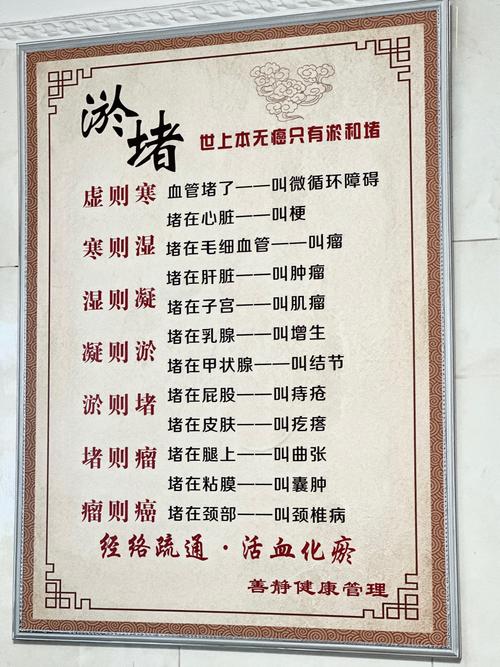 淤堵
世上本无癌只有淤和堵
虚则寒
寒则湿
湿则凝
凝则淤
淤则堵
堵则瘤
瘤则癌
血管堵了——叫微循环障碍
堵在心脏——叫梗
堵在毛细血管——叫瘤
堵在肝脏——叫肿瘤
堵在子宫——叫肌瘤
堵在乳腺——叫增生
堵在甲状腺——叫结节
堵在屁股——叫痔疮
堵在皮肤——叫疙瘩
堵在腿上——叫曲张
堵在粘膜——叫囊肿
堵在颈部——叫颈椎病
经络疏通·活血化瘀
善静健康管理